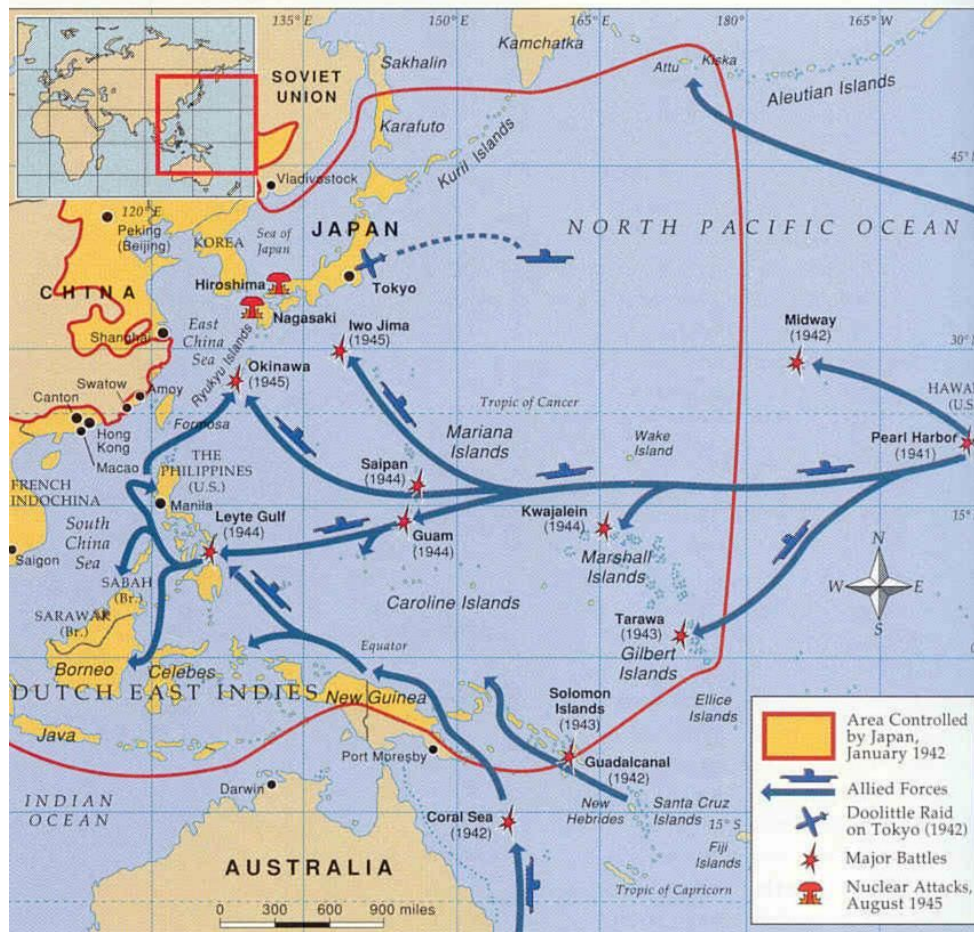 135° E
150° E
165° E
180°
165° W
Kamchatka
Sakhalin
SOVIET
UNION
Attu
Kiska
Aleutian Islands
Karafuto
Kuril Islands
45°
Vladivostock
120° E
Peking
(Beijing)
KOREA
Sea of
Japan
JAPAN
NORTH PACIFIC OCEAN
Hiroshima
Tokyo
CHINA
Nagasaki
Shanghai
East
China
Sea
Iwo Jima
(1945)
Midway
(1942)
30°
Ryukyu Islands
Okinawa
(1945)
Swatow
Amoy
Canton
Tropic of Cancer
HAWA
(U.S.
Formosa
Hong
Kong
Macao
Mariana
Islands
Wake
Island
Pearl Harbor
(1941)
THE
PHILIPPINES
(U.S.)
Saipan
(1944)
FRENCH
INDOCHINA
Manila
Kwajalein
(1944)
15°
South
China
Sea
Leyte Gulf
(1944)
Guam
(1944)
Marshall
Islands
N
W
E
S
Saigon
SABAH
(Br.)
Caroline Islands
SARAWAK
(Br.)
Tarawa
(1943)
Equator
Gilbert
Islands
0°
Borneo
Celebes
DUTCH EAST INDIES
New Guinea
Solomon
Islands
(1943)
Ellice
Islands
Java
Port Moresby
Guadalcanal
(1942)
Darwin
INDIAN
OCEAN
Coral Sea
(1942)
New
Hebrides
Santa Cruz
Islands
15° S
Fiji
Islands
AUSTRALIA
Tropic of Capricorn
0 300 600 900 miles
Area Controlled
by Japan,
January 1942
Allied Forces
Doolittle Raid
on Tokyo (1942)
Major Battles
Nuclear Attacks,
August 1945